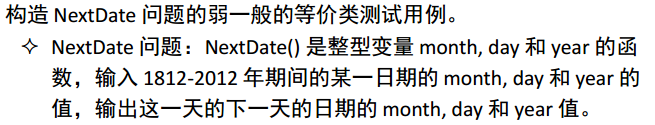 构造 NextDate 问题的弱一般的等价类测试用例。
✧ NextDate 问题：NextDate() 是整型变量 month, day 和 year 的函
数，输入 1812-2012 年期间的某一日期的 month, day 和 year 的
值，输出这一天的下一天的日期的 month, day 和 year 值。